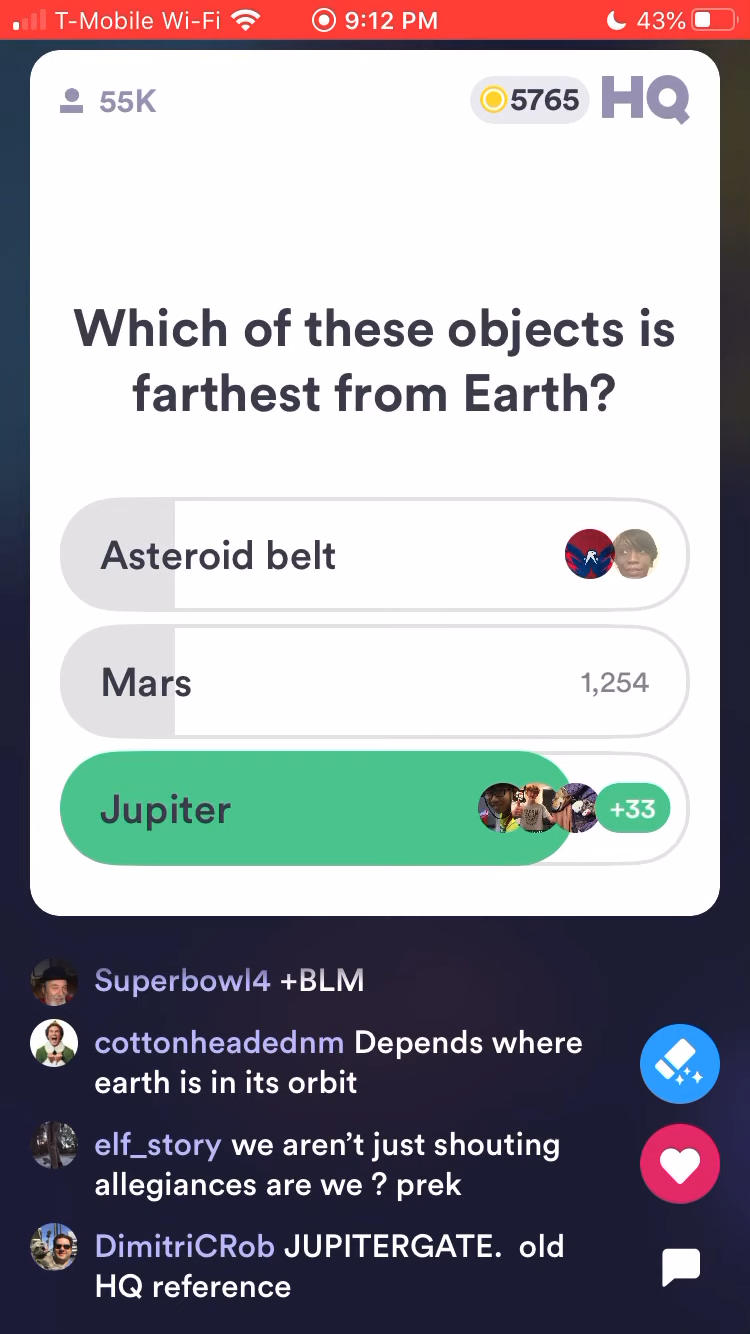 T-Mobile Wi-Fi 9:12 PM 43%
55K 5765 HQ
Which of these objects is
farthest from Earth?
Asteroid belt
Mars 1,254
Jupiter +33
Superbowl4 +BLM
cottonheadednm Depends where
earth is in its orbit
elf_story we aren’t just shouting
allegiances are we ? prek
DimitriCRob JUPITERGATE. old
HQ reference